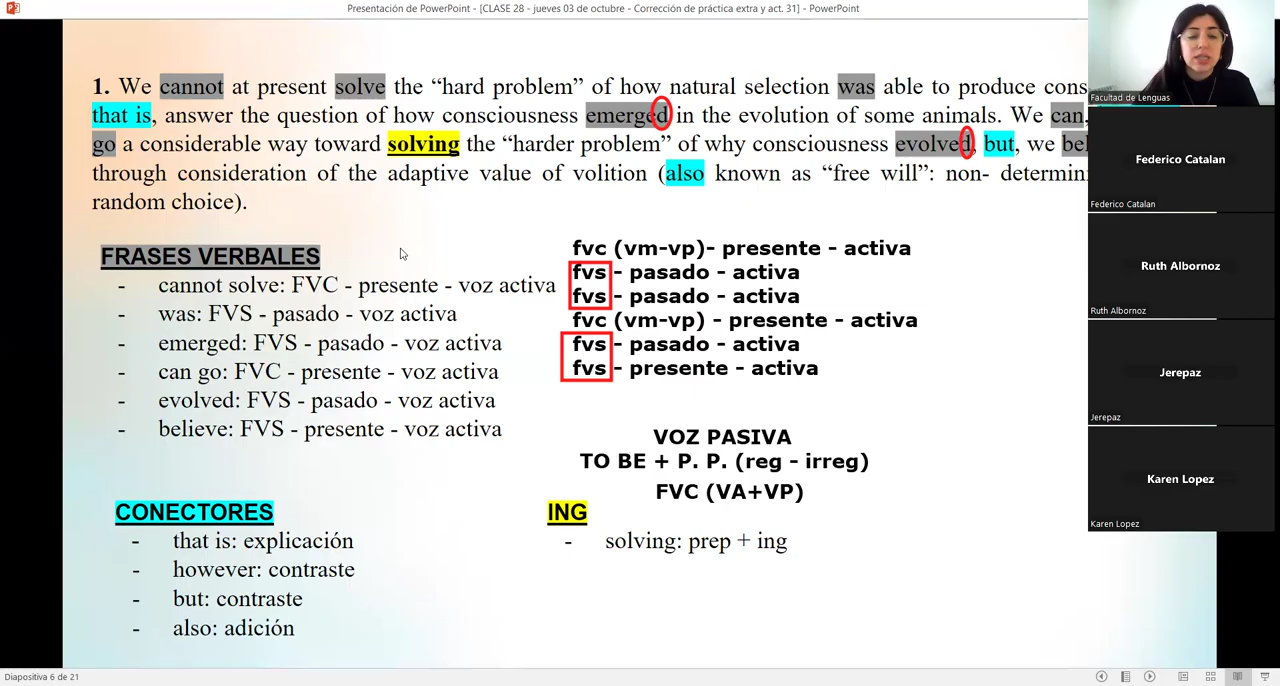 Presentación de PowerPoint - [CLASE 28 - jueves 03 de octubre - Corrección de práctica extra y act. 31] - PowerPoint
1. We cannot at present solve the “hard problem” of how natural selection was able to produce cons
that is, answer the question of how consciousness emerged in the evolution of some animals. We can,
go a considerable way toward solving the “harder problem” of why consciousness evolved, but, we bel
through consideration of the adaptive value of volition (also known as “free will”: non- determini
random choice).
FRASES VERBALES
- cannot solve: FVC - presente - voz activa
- was: FVS - pasado - voz activa
- emerged: FVS - pasado - voz activa
- can go: FVC - presente - voz activa
- evolved: FVS - pasado - voz activa
- believe: FVS - presente - voz activa
fvc (vm-vp)- presente - activa
fvs - pasado - activa
fvs - pasado - activa
fvc (vm-vp) - presente - activa
fvs - pasado - activa
fvs - presente - activa
VOZ PASIVA
TO BE + P. P. (reg - irreg)
FVC (VA+VP)
CONECTORES
- that is: explicación
- however: contraste
- but: contraste
- also: adición
ING
- solving: prep + ing
Facultad de Lenguas
Federico Catalan
Federico Catalan
Ruth Albornoz
Ruth Albornoz
Jerepaz
Jerepaz
Karen Lopez
Karen Lopez
Diapositiva 6 de 21